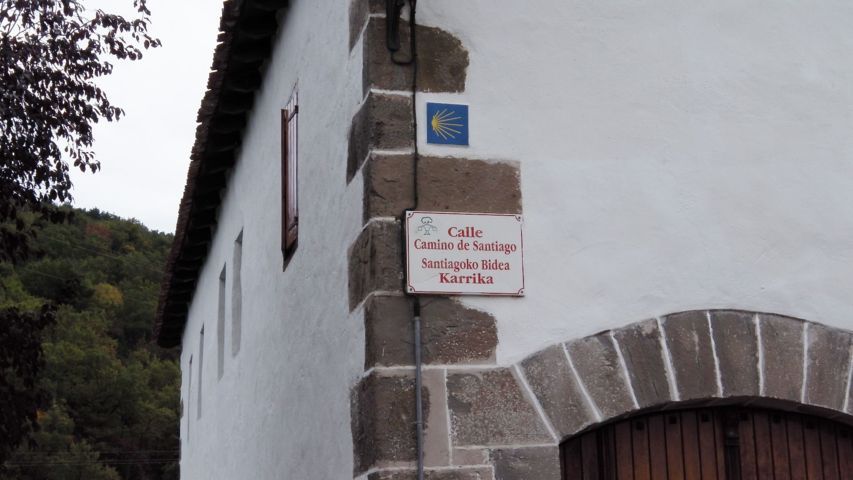 Calle
Camino de Santiago
Santiagoko Bidea
Karrika